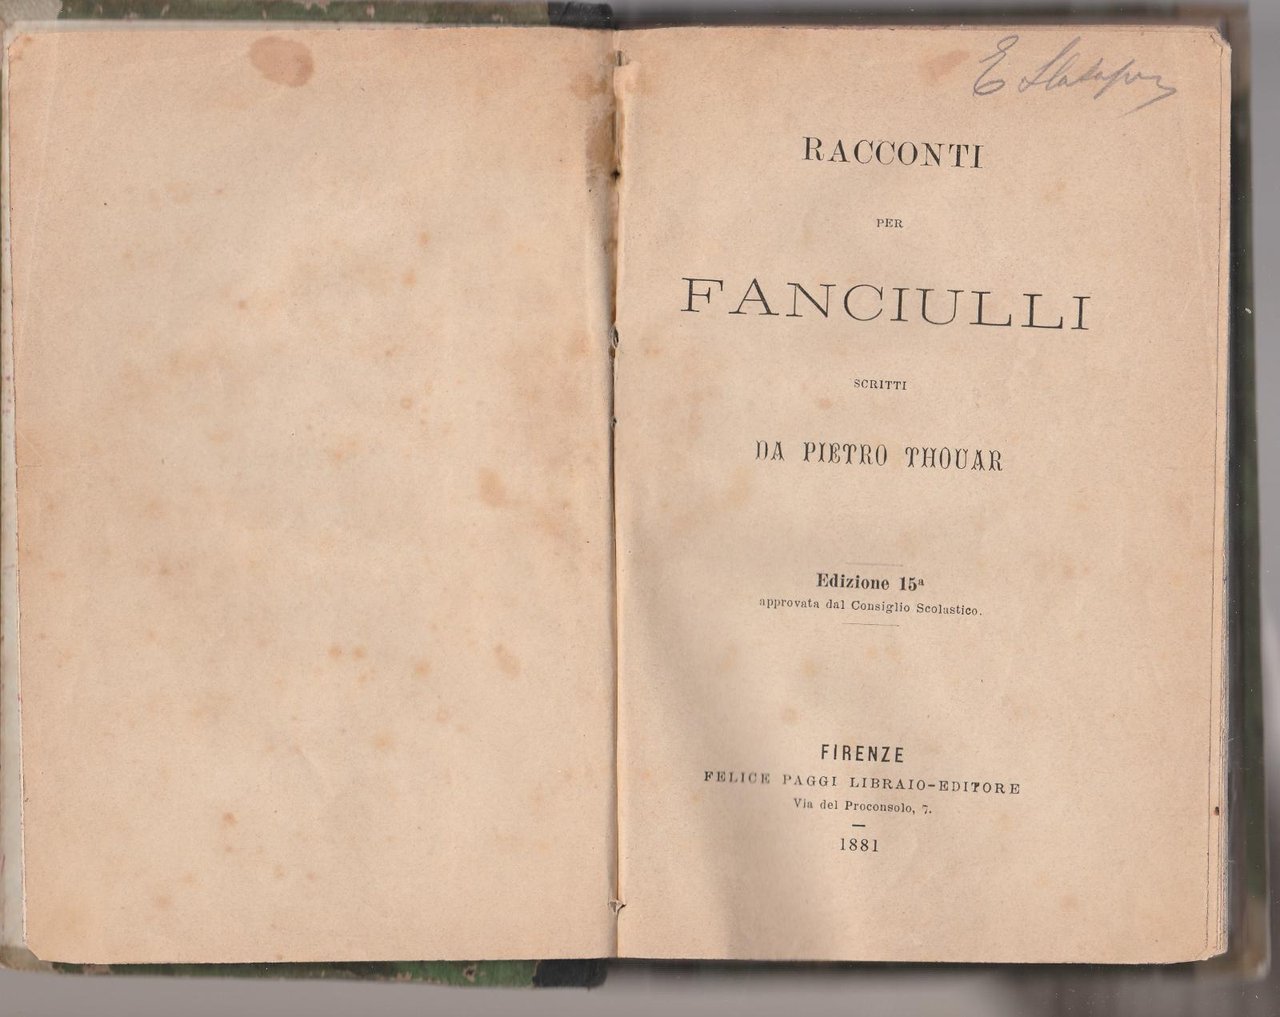 RACCONTI
PER
FANCIULLI
SCRITTI
DA PIETRO THOUAR
Edizione 15ª
approvata dal Consiglio Scolastico.
FIRENZE
FELICE PAGGI LIBRAIO-EDITORE
Via del Proconsolo, 7.
1881